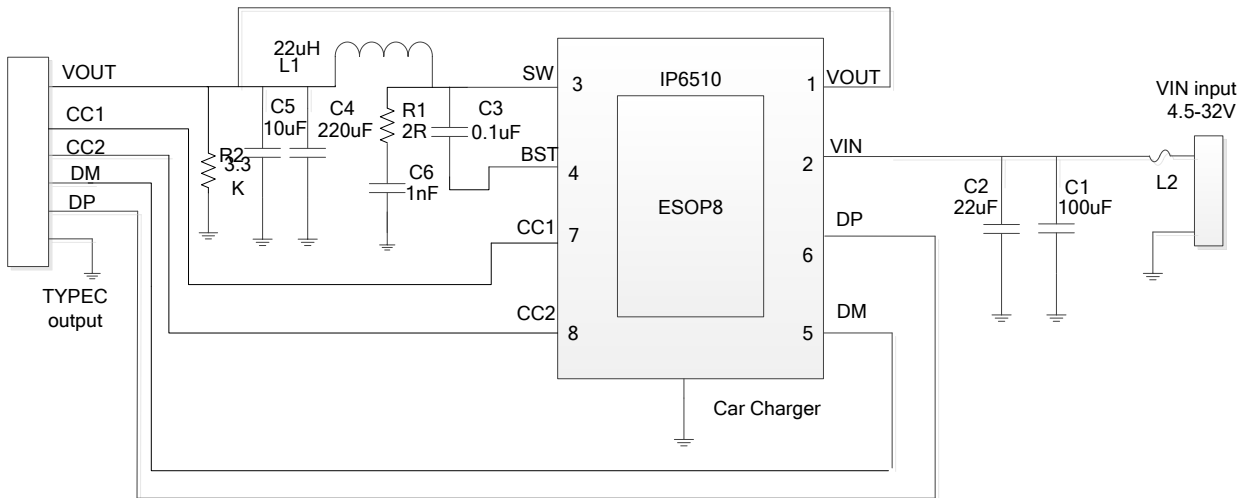 22uH
L1
VOUT
CC1
CC2
DM
DP
TYPEC
output
R2
3.3
K
C5
10uF
C4
220uF
R1
2R
C6
1nF
C3
0.1uF
SW
BST
CC1
CC2
3
4
7
8
IP6510
ESOP8
1
2
6
5
VOUT
VIN
DP
DM
Car Charger
C2
22uF
C1
100uF
L2
VIN input
4.5-32V